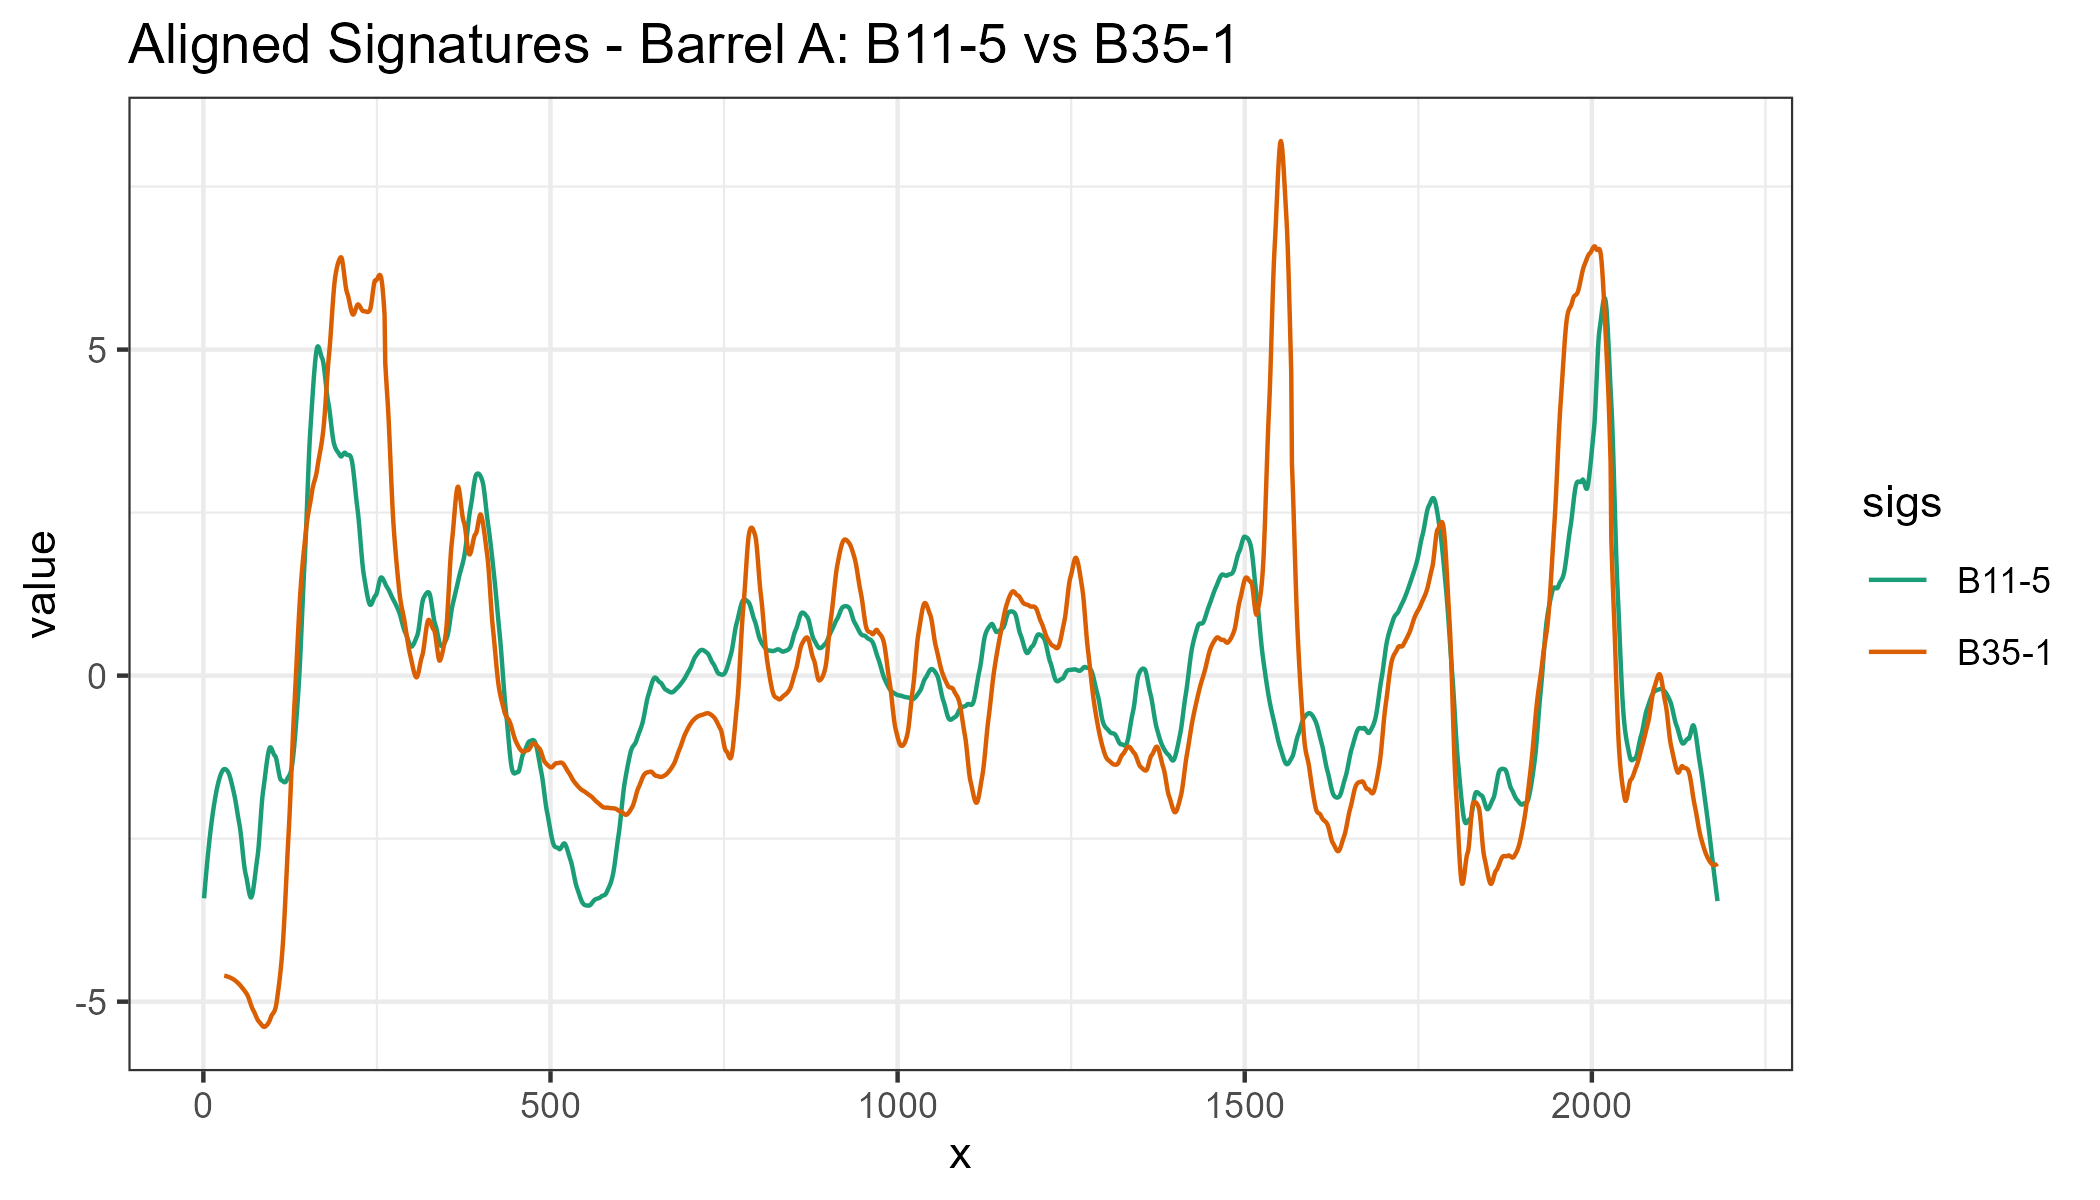 Aligned Signatures - Barrel A: B11-5 vs B35-1
value
5
0
-5
0 500 1000 1500 2000
x
sigs
B11-5
B35-1